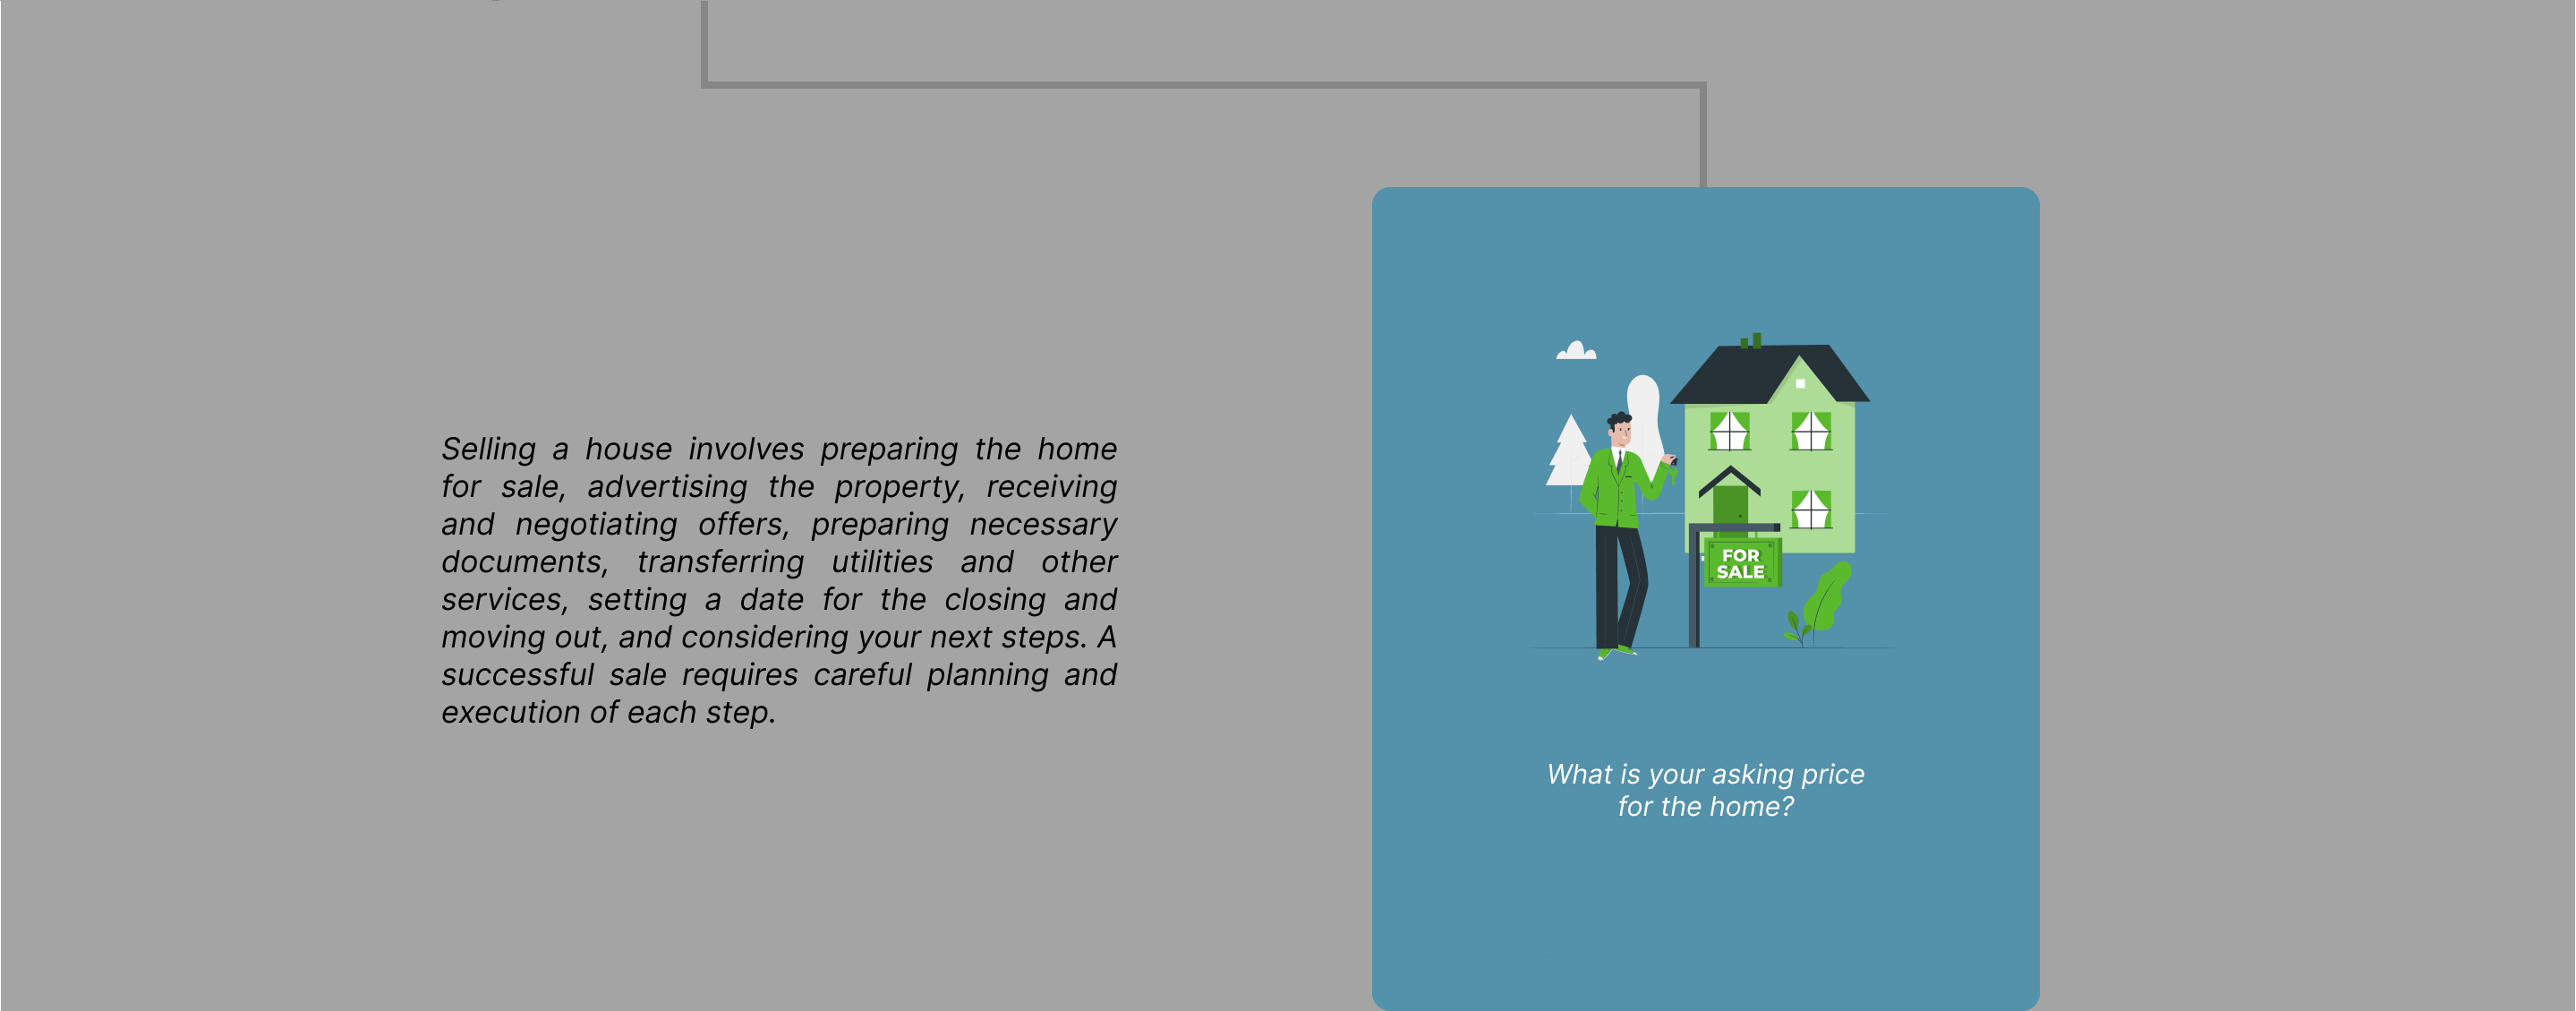 Selling a house involves preparing the home
for sale, advertising the property, receiving
and negotiating offers, preparing necessary
documents, transferring utilities and other
services, setting a date for the closing and
moving out, and considering your next steps. A
successful sale requires careful planning and
execution of each step.
FOR
SALE
What is your asking price
for the home?